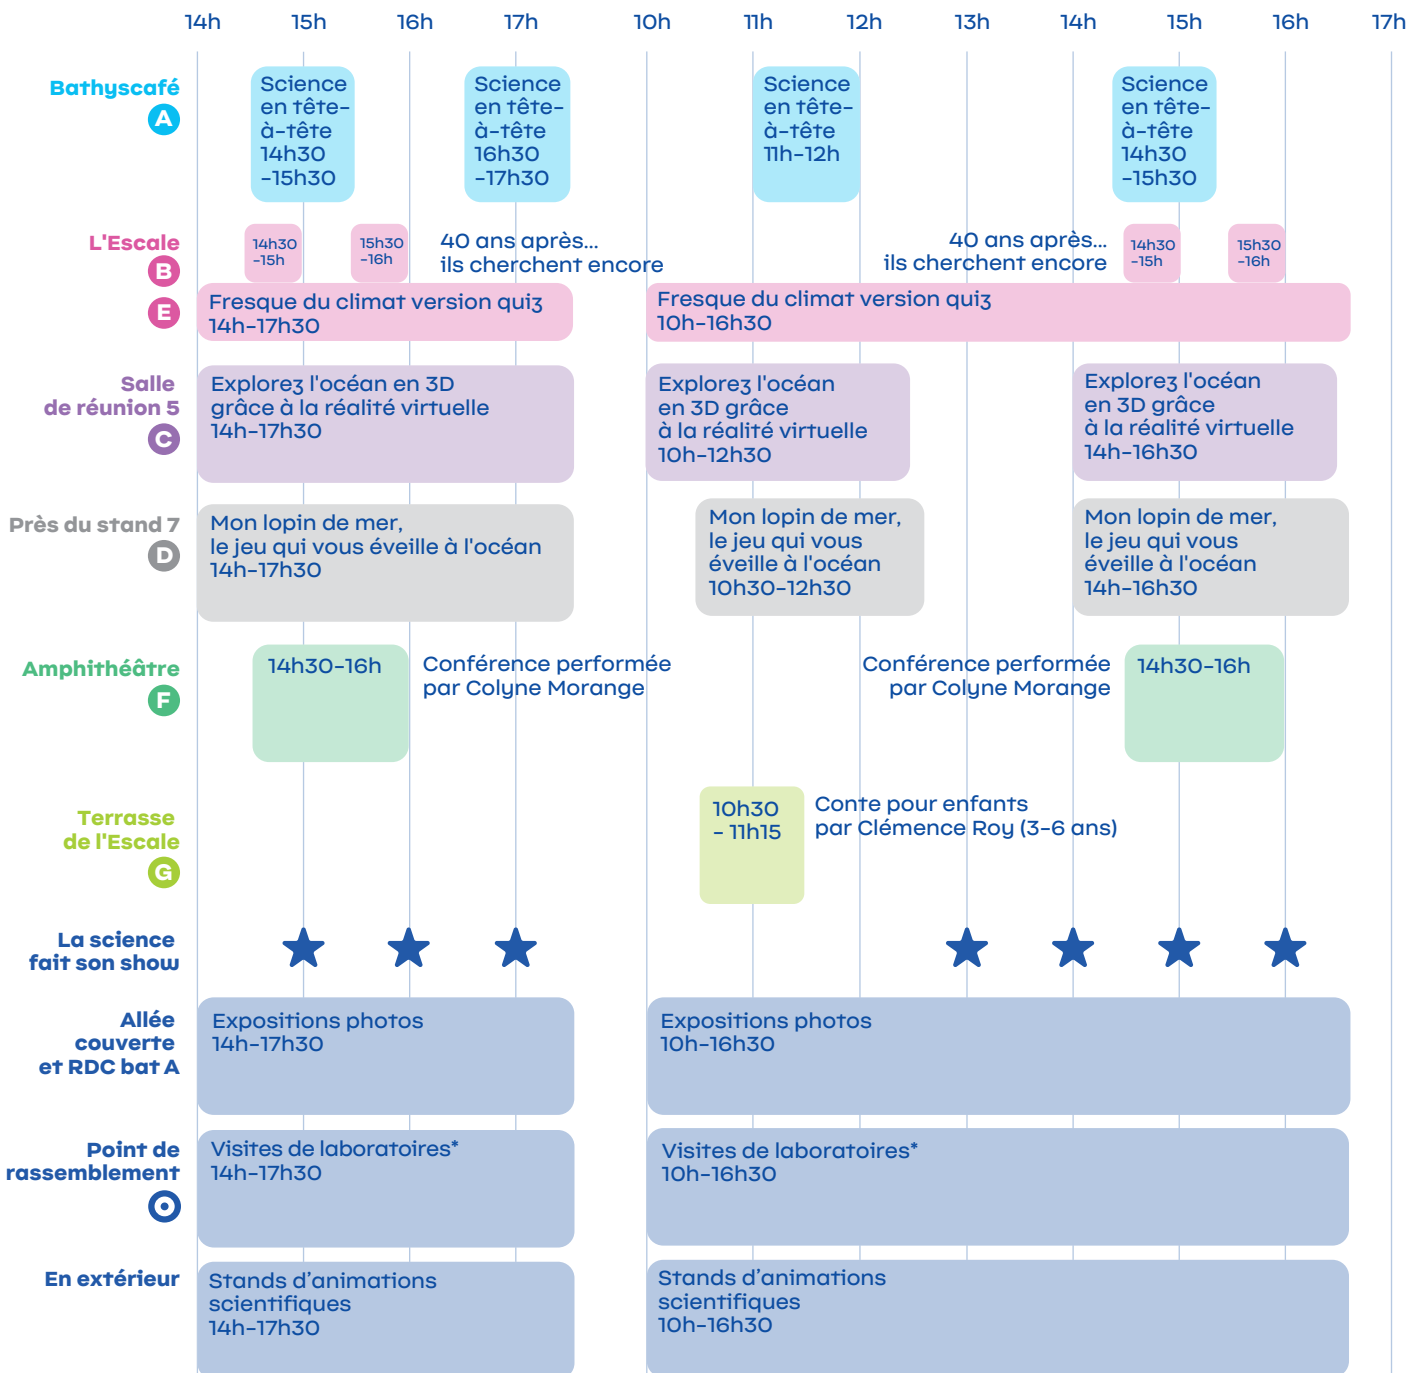 14h 15h 16h 17h 10h 11h 12h 13h 14h 15h 16h 17h
Bathyscafé
A
Science
en tête-
à-tête
14h30
-15h30
Science
en tête-
à-tête
16h30
-17h30
Science
en tête-
à-tête
11h-12h
Science
en tête-
à-tête
14h30
-15h30
L'Escale
B
E
14h30
-15h
15h30
-16h
40 ans après...
ils cherchent encore
40 ans après...
ils cherchent encore
14h30
-15h
15h30
-16h
Fresque du climat version quiz
14h-17h30
Fresque du climat version quiz
10h-16h30
Salle
de réunion 5
C
Explorez l'océan en 3D
grâce à la réalité virtuelle
14h-17h30
Explorez l'océan
en 3D grâce
à la réalité virtuelle
10h-12h30
Explorez l'océan
en 3D grâce
à la réalité virtuelle
14h-16h30
Près du stand 7
D
Mon lopin de mer,
le jeu qui vous éveille à l'océan
14h-17h30
Mon lopin de mer,
le jeu qui vous
éveille à l'océan
10h30-12h30
Mon lopin de mer,
le jeu qui vous
éveille à l'océan
14h-16h30
Amphithéâtre
F
14h30-16h
Conférence performée
par Colyne Morange
Conférence performée
par Colyne Morange
14h30-16h
Terrasse
de l'Escale
G
10h30
- 11h15
Conte pour enfants
par Clémence Roy (3-6 ans)
La science
fait son show
Allée
couverte
et RDC bat A
Expositions photos
14h-17h30
Expositions photos
10h-16h30
Point de
rassemblement
Visites de laboratoires*
14h-17h30
Visites de laboratoires*
10h-16h30
En extérieur
Stands d'animations
scientifiques
14h-17h30
Stands d'animations
scientifiques
10h-16h30